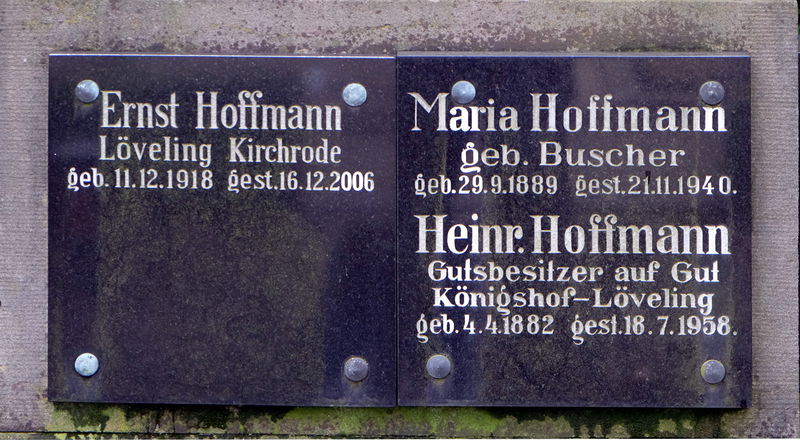 Ernst Hoffmann
Löveling Kirchrode
geb. 11.12.1918 gest. 16.12.2006
Maria Hoffmann
geb. Buscher
geb. 29.9.1889 gest. 21.11.1940.
Heinr. Hoffmann
Gutsbesitzer auf Gut
Königshof-Löveling
geb. 4.4.1882 gest. 18.7.1958.